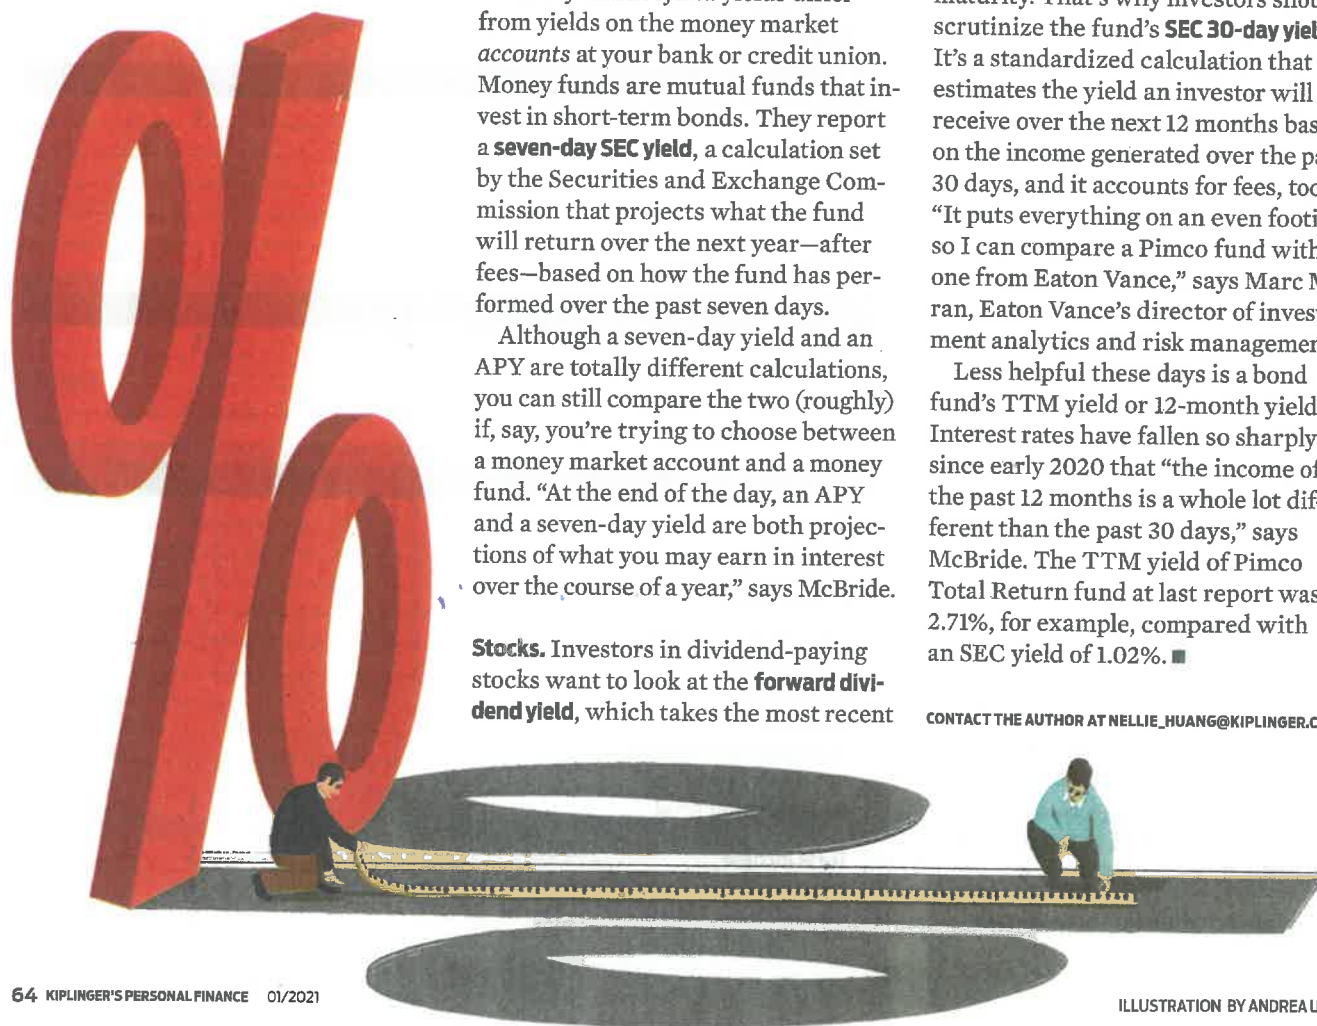 from yields on the money market
accounts at your bank or credit union.
Money funds are mutual funds that in-
vest in short-term bonds. They report
a seven-day SEC yield, a calculation set
by the Securities and Exchange Com-
mission that projects what the fund
will return over the next year—after
fees—based on how the fund has per-
formed over the past seven days.
Although a seven-day yield and an
APY are totally different calculations,
you can still compare the two (roughly)
if, say, you're trying to choose between
a money market account and a money
fund. “At the end of the day, an APY
and a seven-day yield are both projec-
tions of what you may earn in interest
over the course of a year,” says McBride.
Stocks. Investors in dividend-paying
stocks want to look at the forward divi-
dend yield, which takes the most recent
maturity. That's why investors
scrutinize the fund's SEC 30-day
It's a standardized calculation that
estimates the yield an investor will
receive over the next 12 months
on the income generated over the
30 days, and it accounts for fees,
“It puts everything on an even
so I can compare a Pimco fund with
one from Eaton Vance,” says Marc
ran, Eaton Vance's director of
ment analytics and risk
Less helpful these days is a bond
fund's TTM yield or 12-month yield
Interest rates have fallen so sharply
since early 2020 that “the income of
the past 12 months is a whole lot dif-
ferent than the past 30 days,” says
McBride. The TTM yield of Pimco
Total Return fund at last report was
2.71%, for example, compared with
an SEC yield of 1.02%. ■
CONTACT THE AUTHOR AT
%
64 KIPLINGER'S PERSONAL FINANCE 01/2021
ILLUSTRATION BY ANDREA